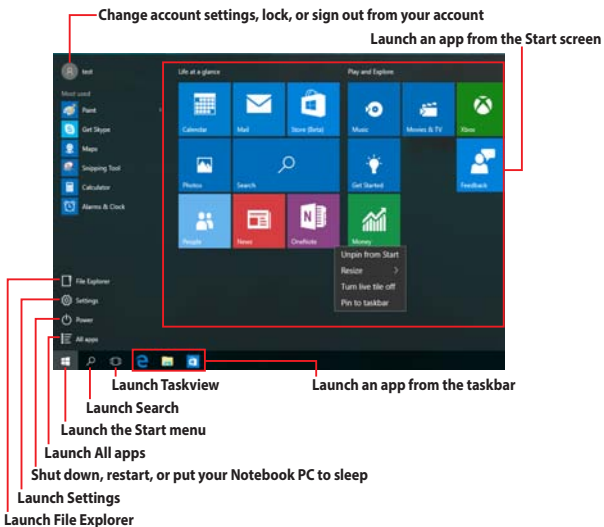 Change account settings, lock, or sign out from your account
Launch an app from the Start screen
test
Life at a glance
Play and Explore
Most used
Paint
Get Skype
Maps
Snipping Tool
Calculator
Alarms & Clock
Calendar
Mail
Store (Beta)
Music
Movies & TV
Xbox
Photos
Search
Get Started
Feedback
People
News
OneNote
Money
Unpin from Start
Resize
Turn live tile off
Pin to taskbar
File Explorer
Settings
Power
All apps
Launch Taskview
Launch an app from the taskbar
Launch Search
Launch the Start menu
Launch All apps
Shut down, restart, or put your Notebook PC to sleep
Launch Settings
Launch File Explorer